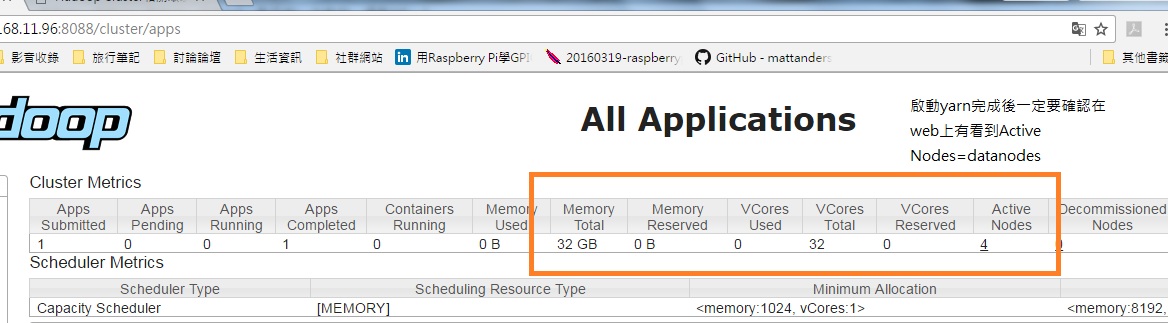 168.11.96:8088/cluster/apps
影音收錄 旅行筆記 討論論壇 生活資訊 社群網站 用Raspberry Pi學GPI 20160319-raspberry GitHub - mattanders 其他書籤
doop
All Applications
啟動yarn完成後一定要確認在
web上有看到Active
Nodes=datanodes
Cluster Metrics
Apps Submitted Apps Pending Apps Running Apps Completed Containers Running Memory Used Memory Total Memory Reserved VCores Used VCores Total VCores Reserved Active Nodes Decommissioned Nodes
1 0 0 1 0 0 B 32 GB 0 B 0 32 0 4 0
Scheduler Metrics
Scheduler Type Scheduling Resource Type Minimum Allocation
Capacity Scheduler [MEMORY] <memory:1024, vCores:1> <memory:8192,